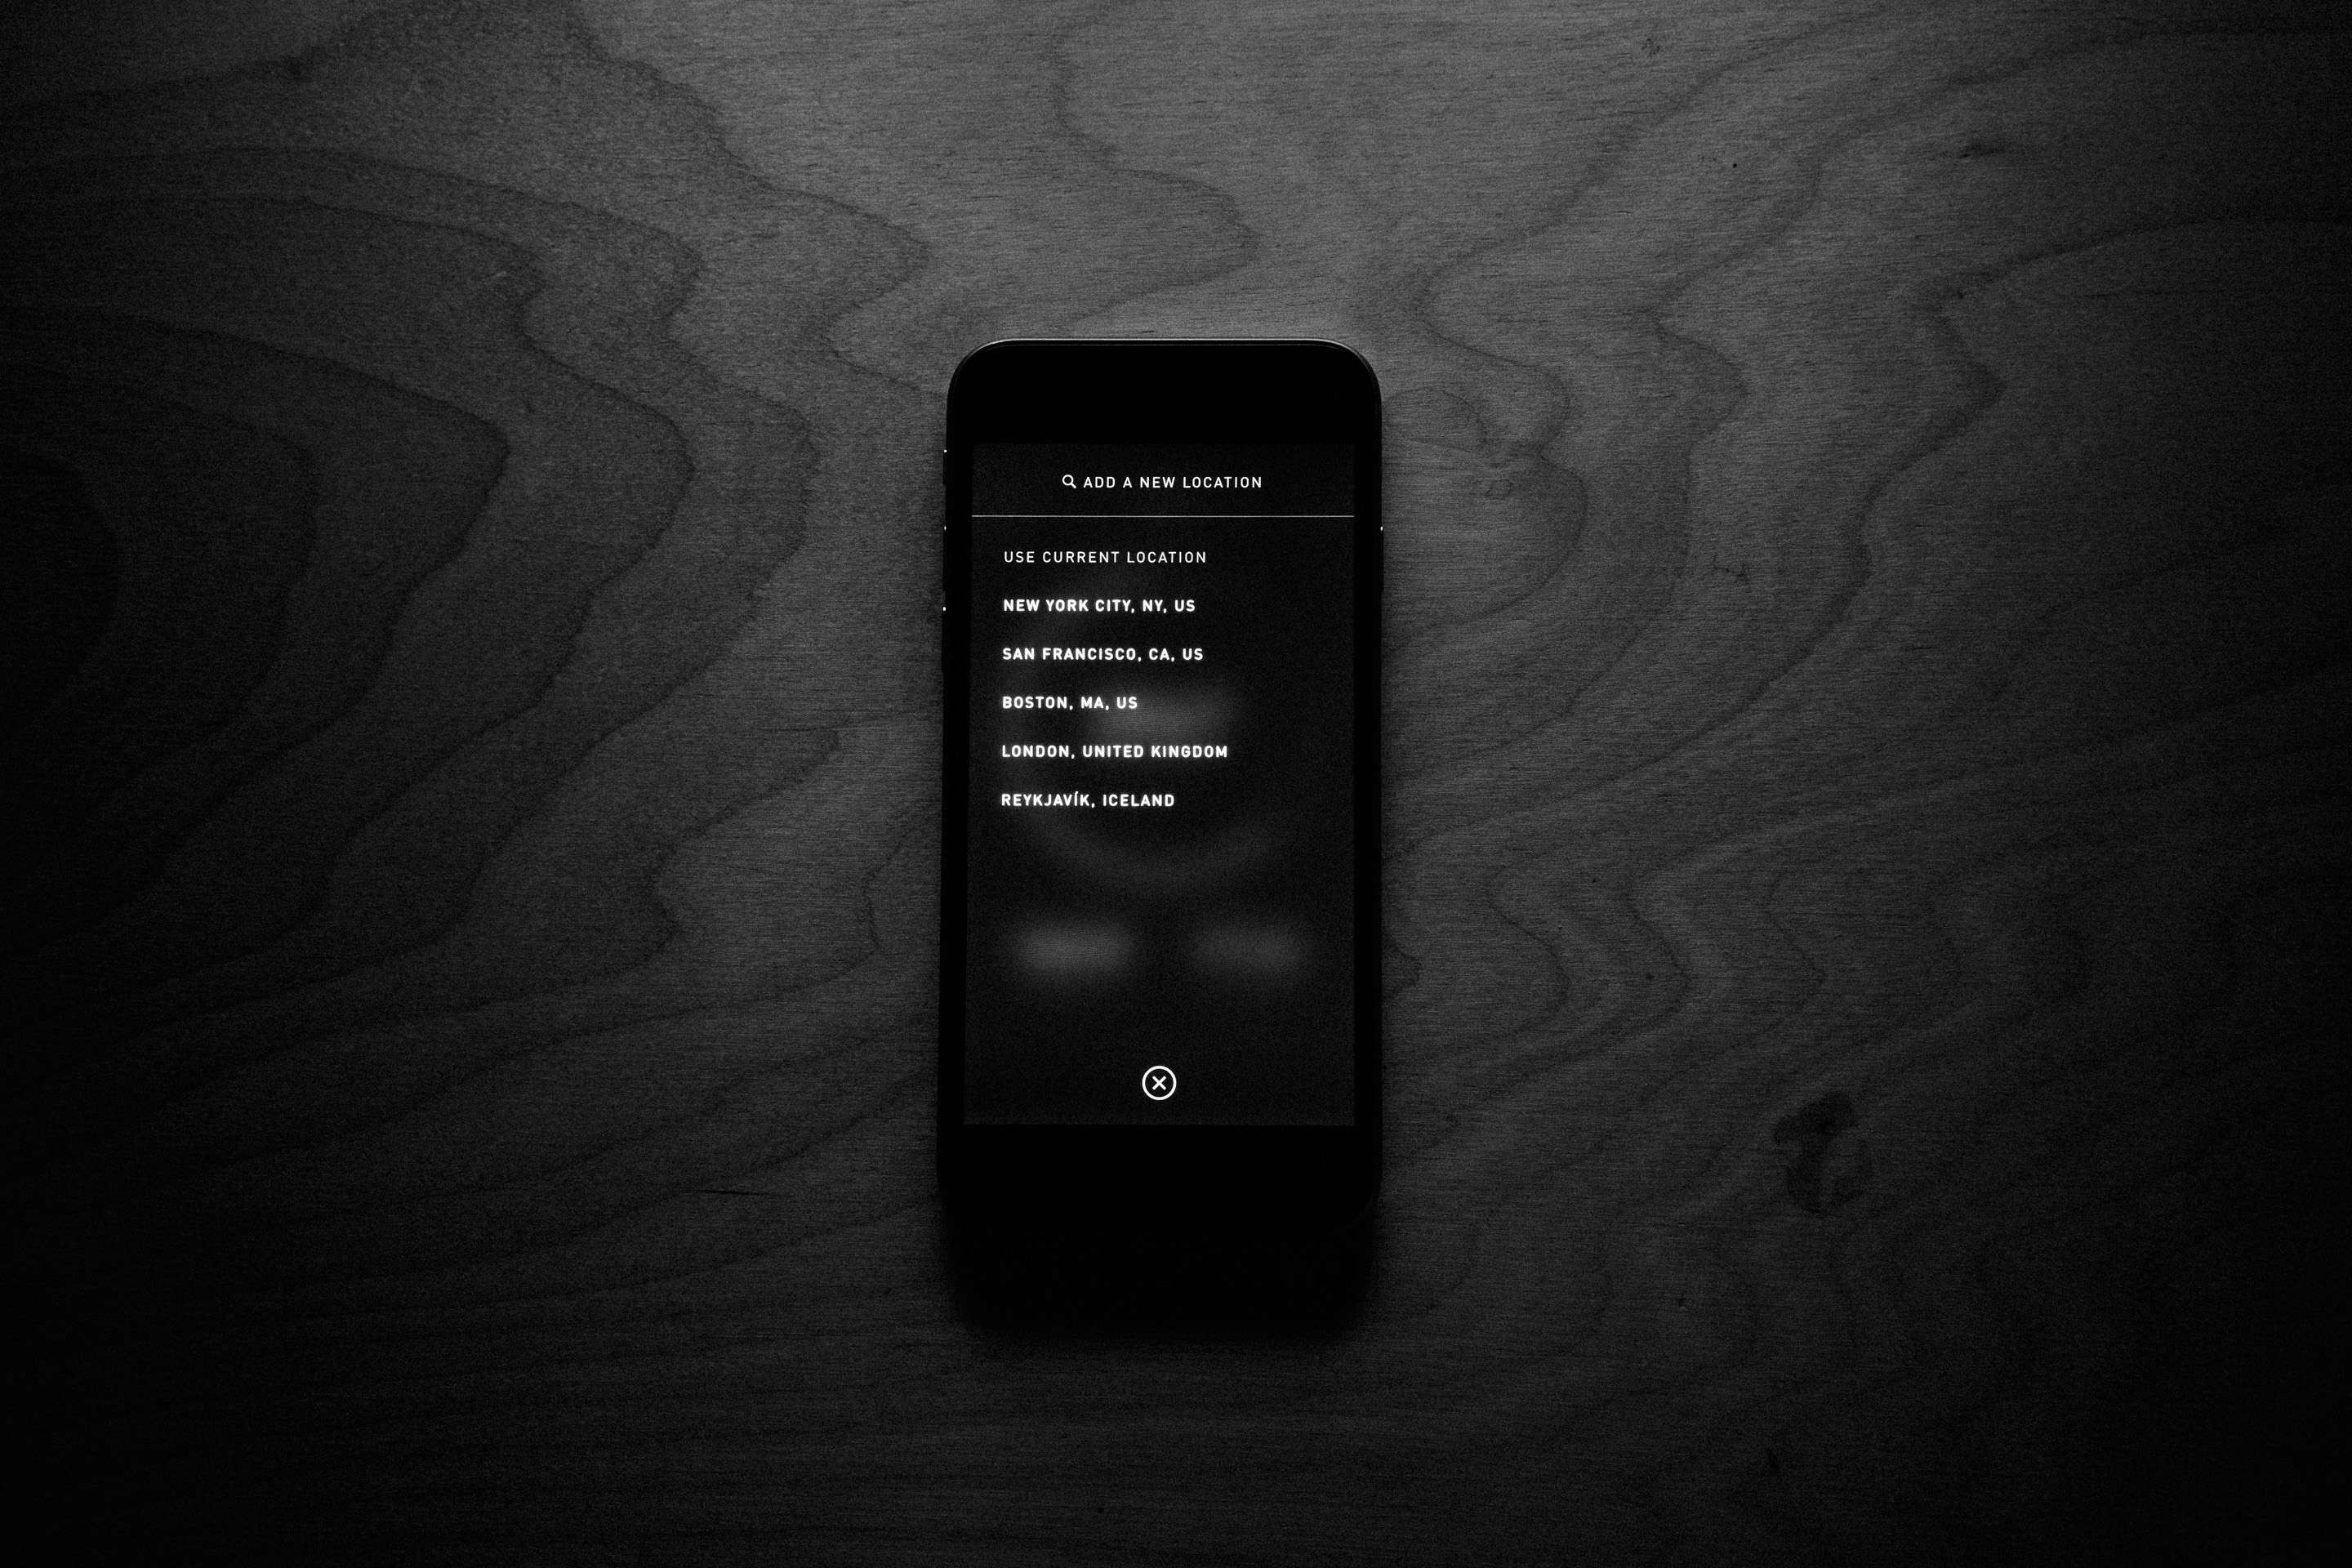 ADD A NEW LOCATION
USE CURRENT LOCATION
NEW YORK CITY, NY, US
SAN FRANCISCO, CA, US
BOSTON, MA, US
LONDON, UNITED KINGDOM
REYKJAVÍK, ICELAND